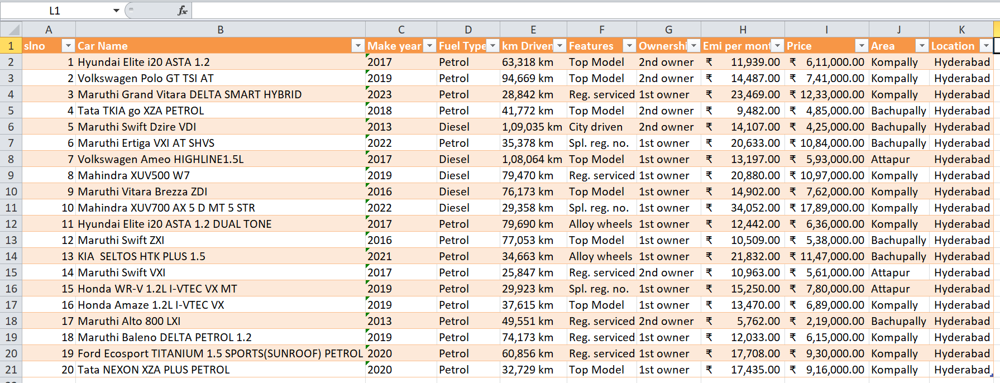 L1 fx
A B C D E F G H I J K
1 slno Car Name Make year Fuel Type km Driven Features Ownershi Emi per mont Price Area Location
2 1 Hyundai Elite i20 ASTA 1.2 2017 Petrol 63,318 km Top Model 2nd owner ₹ 11,939.00 ₹ 6,11,000.00 Kompally Hyderabad
3 2 Volkswagen Polo GT TSI AT 2019 Petrol 94,669 km Top Model 2nd owner ₹ 14,487.00 ₹ 7,41,000.00 Kompally Hyderabad
4 3 Maruthi Grand Vitara DELTA SMART HYBRID 2023 Petrol 28,842 km Reg. serviced 1st owner ₹ 23,469.00 ₹ 12,33,000.00 Kompally Hyderabad
5 4 Tata TKIA go XZA PETROL 2018 Petrol 41,772 km Top Model 2nd owner ₹ 9,482.00 ₹ 4,85,000.00 Bachupally Hyderabad
6 5 Maruthi Swift Dzire VDI 2013 Diesel 1,09,035 km City driven 2nd owner ₹ 14,107.00 ₹ 4,25,000.00 Bachupally Hyderabad
7 6 Maruthi Ertiga VXI AT SHVS 2022 Petrol 35,378 km Spl. reg. no. 1st owner ₹ 20,633.00 ₹ 10,84,000.00 Bachupally Hyderabad
8 7 Volkswagen Ameo HIGHLINE1.5L 2017 Diesel 1,08,064 km Top Model 1st owner ₹ 13,197.00 ₹ 5,93,000.00 Attapur Hyderabad
9 8 Mahindra XUV500 W7 2019 Diesel 79,470 km Reg. serviced 1st owner ₹ 20,880.00 ₹ 10,97,000.00 Kompally Hyderabad
10 9 Maruthi Vitara Brezza ZDI 2016 Diesel 76,173 km Top Model 1st owner ₹ 14,902.00 ₹ 7,62,000.00 Kompally Hyderabad
11 10 Mahindra XUV700 AX 5 D MT 5 STR 2022 Diesel 29,358 km Spl. reg. no. 1st owner ₹ 34,052.00 ₹ 17,89,000.00 Kompally Hyderabad
12 11 Hyundai Elite i20 ASTA 1.2 DUAL TONE 2017 Petrol 79,690 km Alloy wheels 1st owner ₹ 12,442.00 ₹ 6,36,000.00 Kompally Hyderabad
13 12 Maruthi Swift ZXI 2016 Petrol 77,053 km Top Model 1st owner ₹ 10,509.00 ₹ 5,38,000.00 Bachupally Hyderabad
14 13 KIA  SELTOS HTK PLUS 1.5 2021 Petrol 34,663 km Alloy wheels 1st owner ₹ 21,832.00 ₹ 11,47,000.00 Bachupally Hyderabad
15 14 Maruthi Swift VXI 2017 Petrol 25,847 km Reg. serviced 2nd owner ₹ 10,963.00 ₹ 5,61,000.00 Attapur Hyderabad
16 15 Honda WR-V 1.2L I-VTEC VX MT 2019 Petrol 29,923 km Spl. reg. no. 1st owner ₹ 15,250.00 ₹ 7,80,000.00 Attapur Hyderabad
17 16 Honda Amaze 1.2L I-VTEC VX 2019 Petrol 37,615 km Top Model 1st owner ₹ 13,470.00 ₹ 6,89,000.00 Kompally Hyderabad
18 17 Maruthi Alto 800 LXI 2013 Petrol 49,551 km Reg. serviced 2nd owner ₹ 5,762.00 ₹ 2,19,000.00 Bachupally Hyderabad
19 18 Maruthi Baleno DELTA PETROL 1.2 2019 Petrol 74,173 km Reg. serviced 1st owner ₹ 12,033.00 ₹ 6,15,000.00 Kompally Hyderabad
20 19 Ford Ecosport TITANIUM 1.5 SPORTS(SUNROOF) PETROL 2020 Petrol 60,856 km Reg. serviced 1st owner ₹ 17,708.00 ₹ 9,30,000.00 Kompally Hyderabad
21 20 Tata NEXON XZA PLUS PETROL 2020 Petrol 32,729 km Top Model 1st owner ₹ 17,435.00 ₹ 9,16,000.00 Kompally Hyderabad